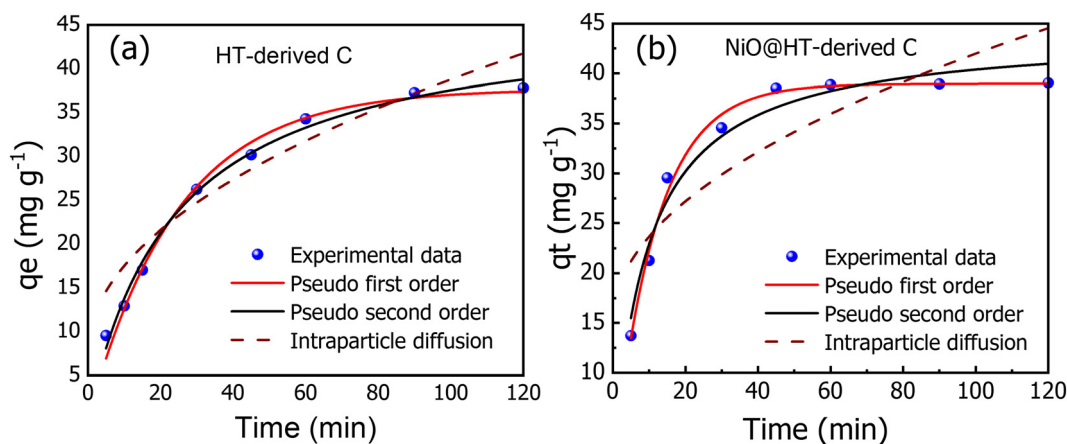 (a)
HT-derived C
qe (mg g⁻¹)
45
40
35
30
25
20
15
10
5
Experimental data
Pseudo first order
Pseudo second order
Intraparticle diffusion
0 20 40 60 80 100 120
Time (min)
(b)
NiO@HT-derived C
qt (mg g⁻¹)
45
40
35
30
25
20
15
10
Experimental data
Pseudo first order
Pseudo second order
Intraparticle diffusion
0 20 40 60 80 100 120
Time (min)